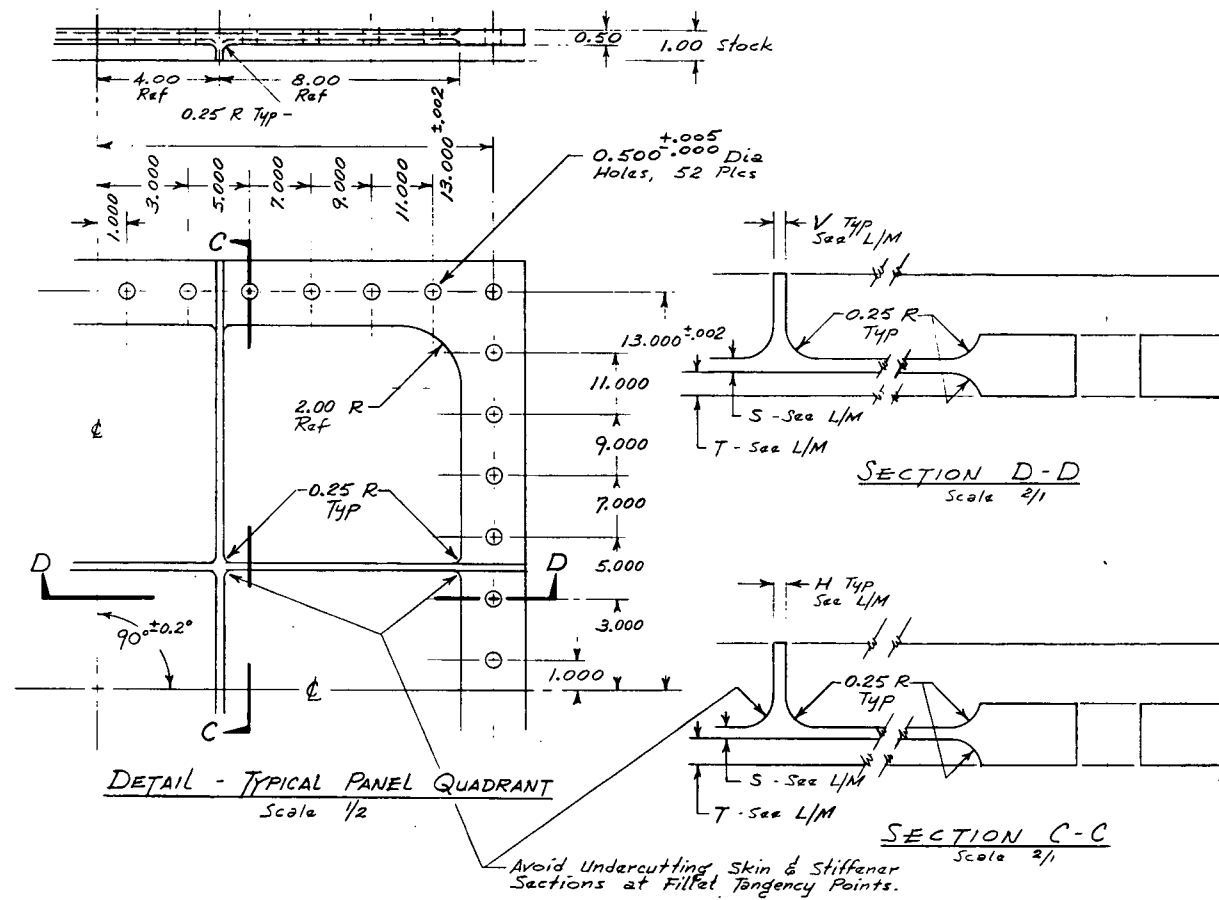 0.50
1.00 Stock
4.00
Ref
8.00
Ref
0.25 R Typ
1.000
3.000
5.000
7.000
9.000
11.000
13.000 ±.002
0.500 +.005 -.000 Dia
Holes, 52 Plcs
C
2.00 R
Ref
℄
0.25 R
Typ
D
D
90° ±0.2°
℄
C
13.000 ±.002
11.000
9.000
7.000
5.000
3.000
1.000
DETAIL - TYPICAL PANEL QUADRANT
Scale 1/2
V Typ
See L/M
0.25 R
Typ
S - See L/M
T - See L/M
SECTION D-D
Scale 2/1
H Typ
See L/M
0.25 R
Typ
S - See L/M
T - See L/M
SECTION C-C
Scale 2/1
Avoid Undercutting Skin & Stiffener
Sections at Fillet Tangency Points.